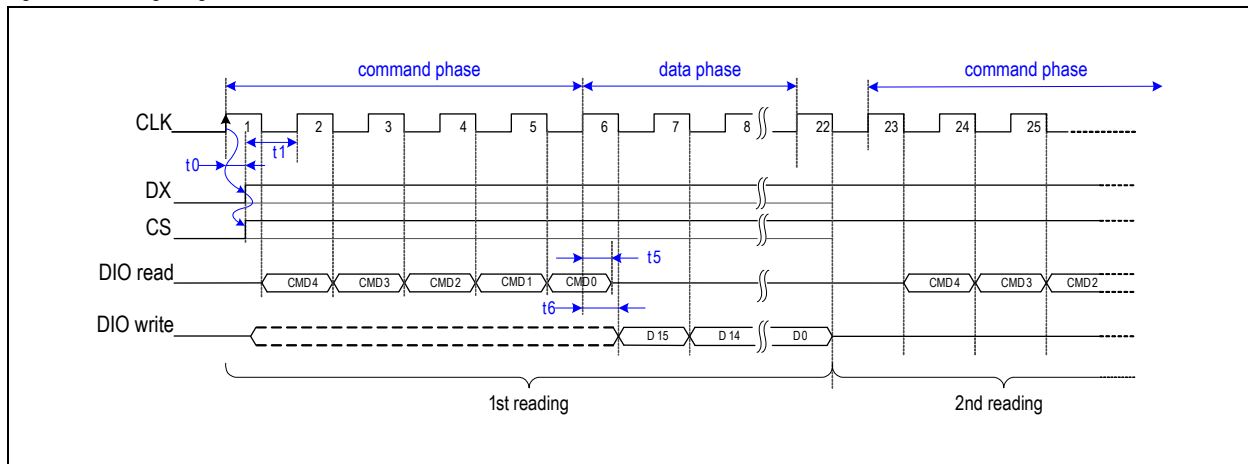 command phase data phase command phase
CLK 1 2 3 4 5 6 7 8 22 23 24 25
t1
t0
DX
CS
t5
DIO read CMD4 CMD3 CMD2 CMD1 CMD0 CMD4 CMD3 CMD2
t6
DIO write D 15 D 14 D0
1st reading 2nd reading